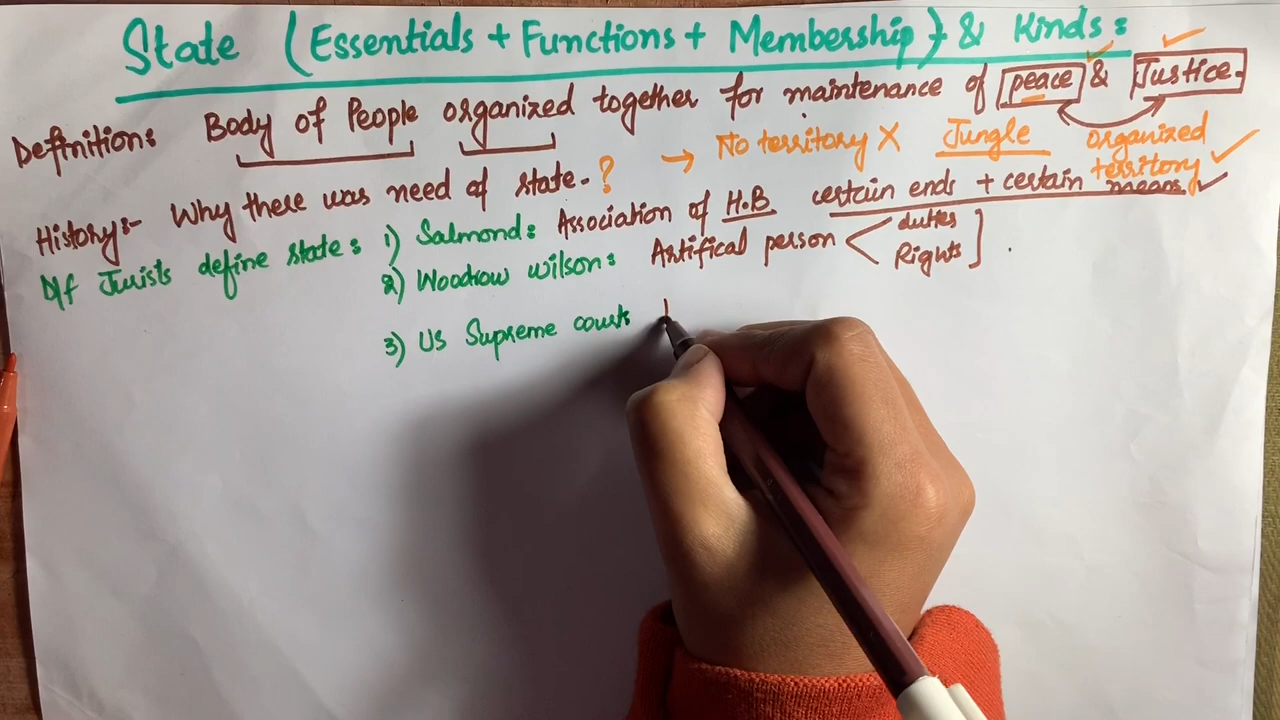 State (Essentials + Functions + Membership) & Kinds:
Definition: Body of People organized together for maintenance of peace & Justice.
→ No territory X Jungle organized territory ✓
History:- Why there was need of state. ?
D/f Jurists define state: 1) Salmond: Association of H.B certain ends + certain means ✓
2) Woodrow wilson: Artifical person < duties Rights ]
3) US Supreme court: